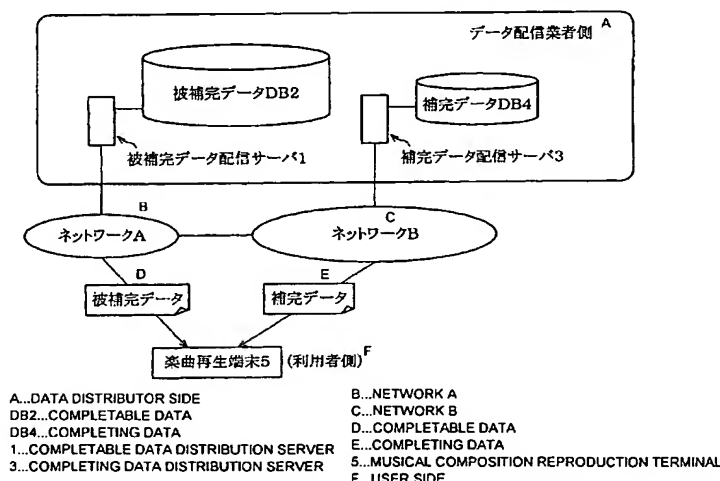 データ配信業者側 A
被補完データDB2
補完データDB4
被補完データ配信サーバ1
補完データ配信サーバ3
B
C
ネットワークA
ネットワークB
D
E
被補完データ
補完データ
楽曲再生端末5 (利用者側) F
A...DATA DISTRIBUTOR SIDE
DB2...COMPLETABLE DATA
DB4...COMPLETING DATA
1...COMPLETABLE DATA DISTRIBUTION SERVER
3...COMPLETING DATA DISTRIBUTION SERVER
B...NETWORK A
C...NETWORK B
D...COMPLETABLE DATA
E...COMPLETING DATA
5...MUSICAL COMPOSITION REPRODUCTION TERMINAL
F...USER SIDE